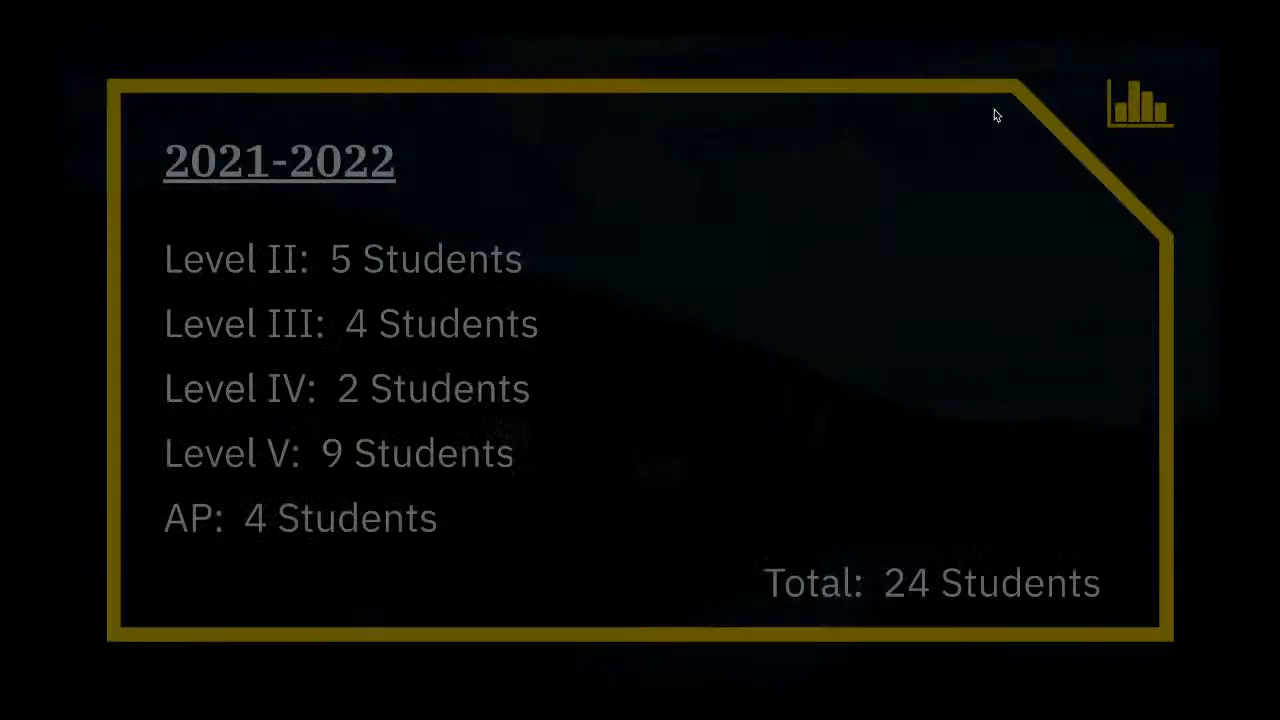 2021-2022
Level II: 5 Students
Level III: 4 Students
Level IV: 2 Students
Level V: 9 Students
AP: 4 Students
Total: 24 Students